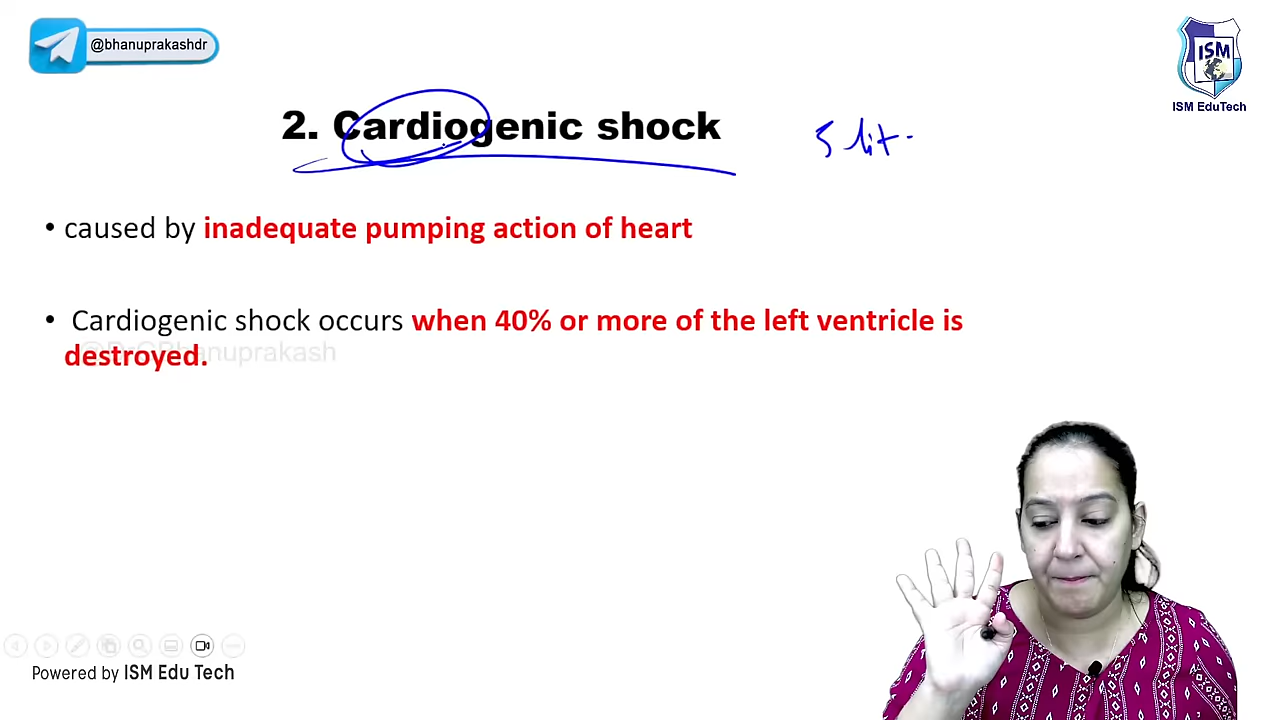 @bhanuprakashdr
ISM
ISM EduTech
2. Cardiogenic shock
5 lit.
• caused by inadequate pumping action of heart
• Cardiogenic shock occurs when 40% or more of the left ventricle is
destroyed.
Powered by ISM Edu Tech